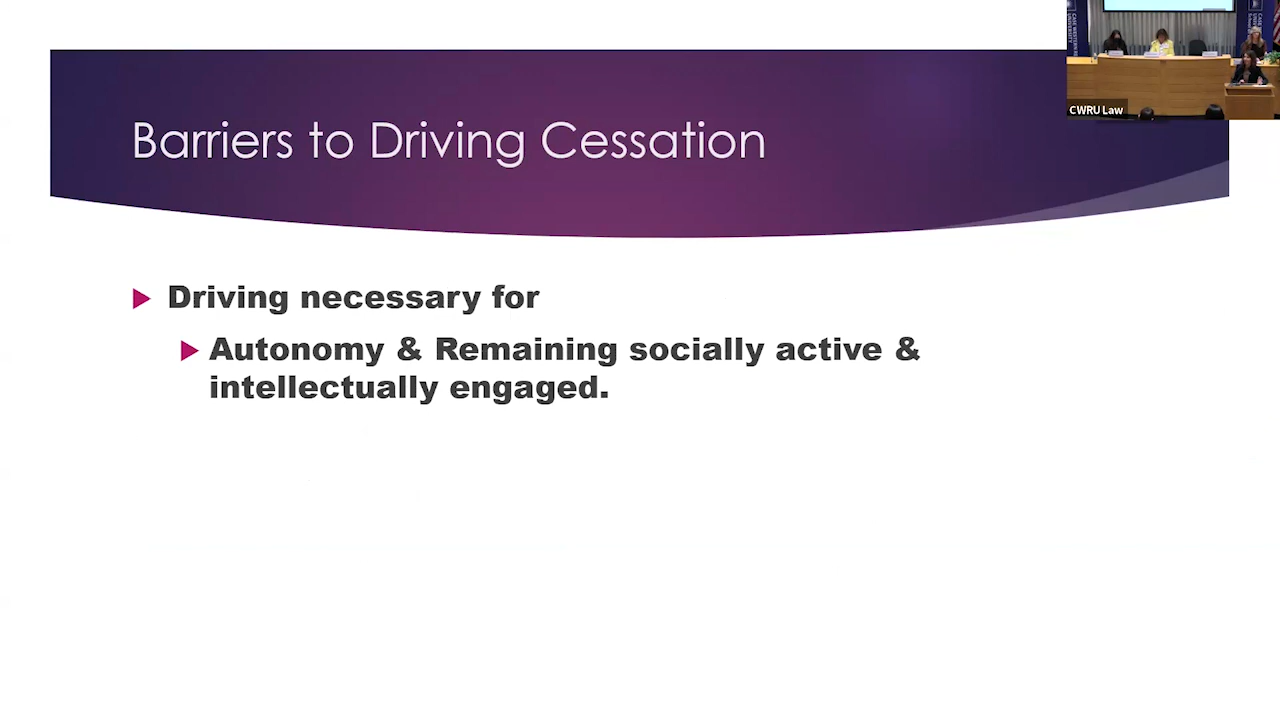 Barriers to Driving Cessation
CWRU Law
Driving necessary for
Autonomy & Remaining socially active &
intellectually engaged.